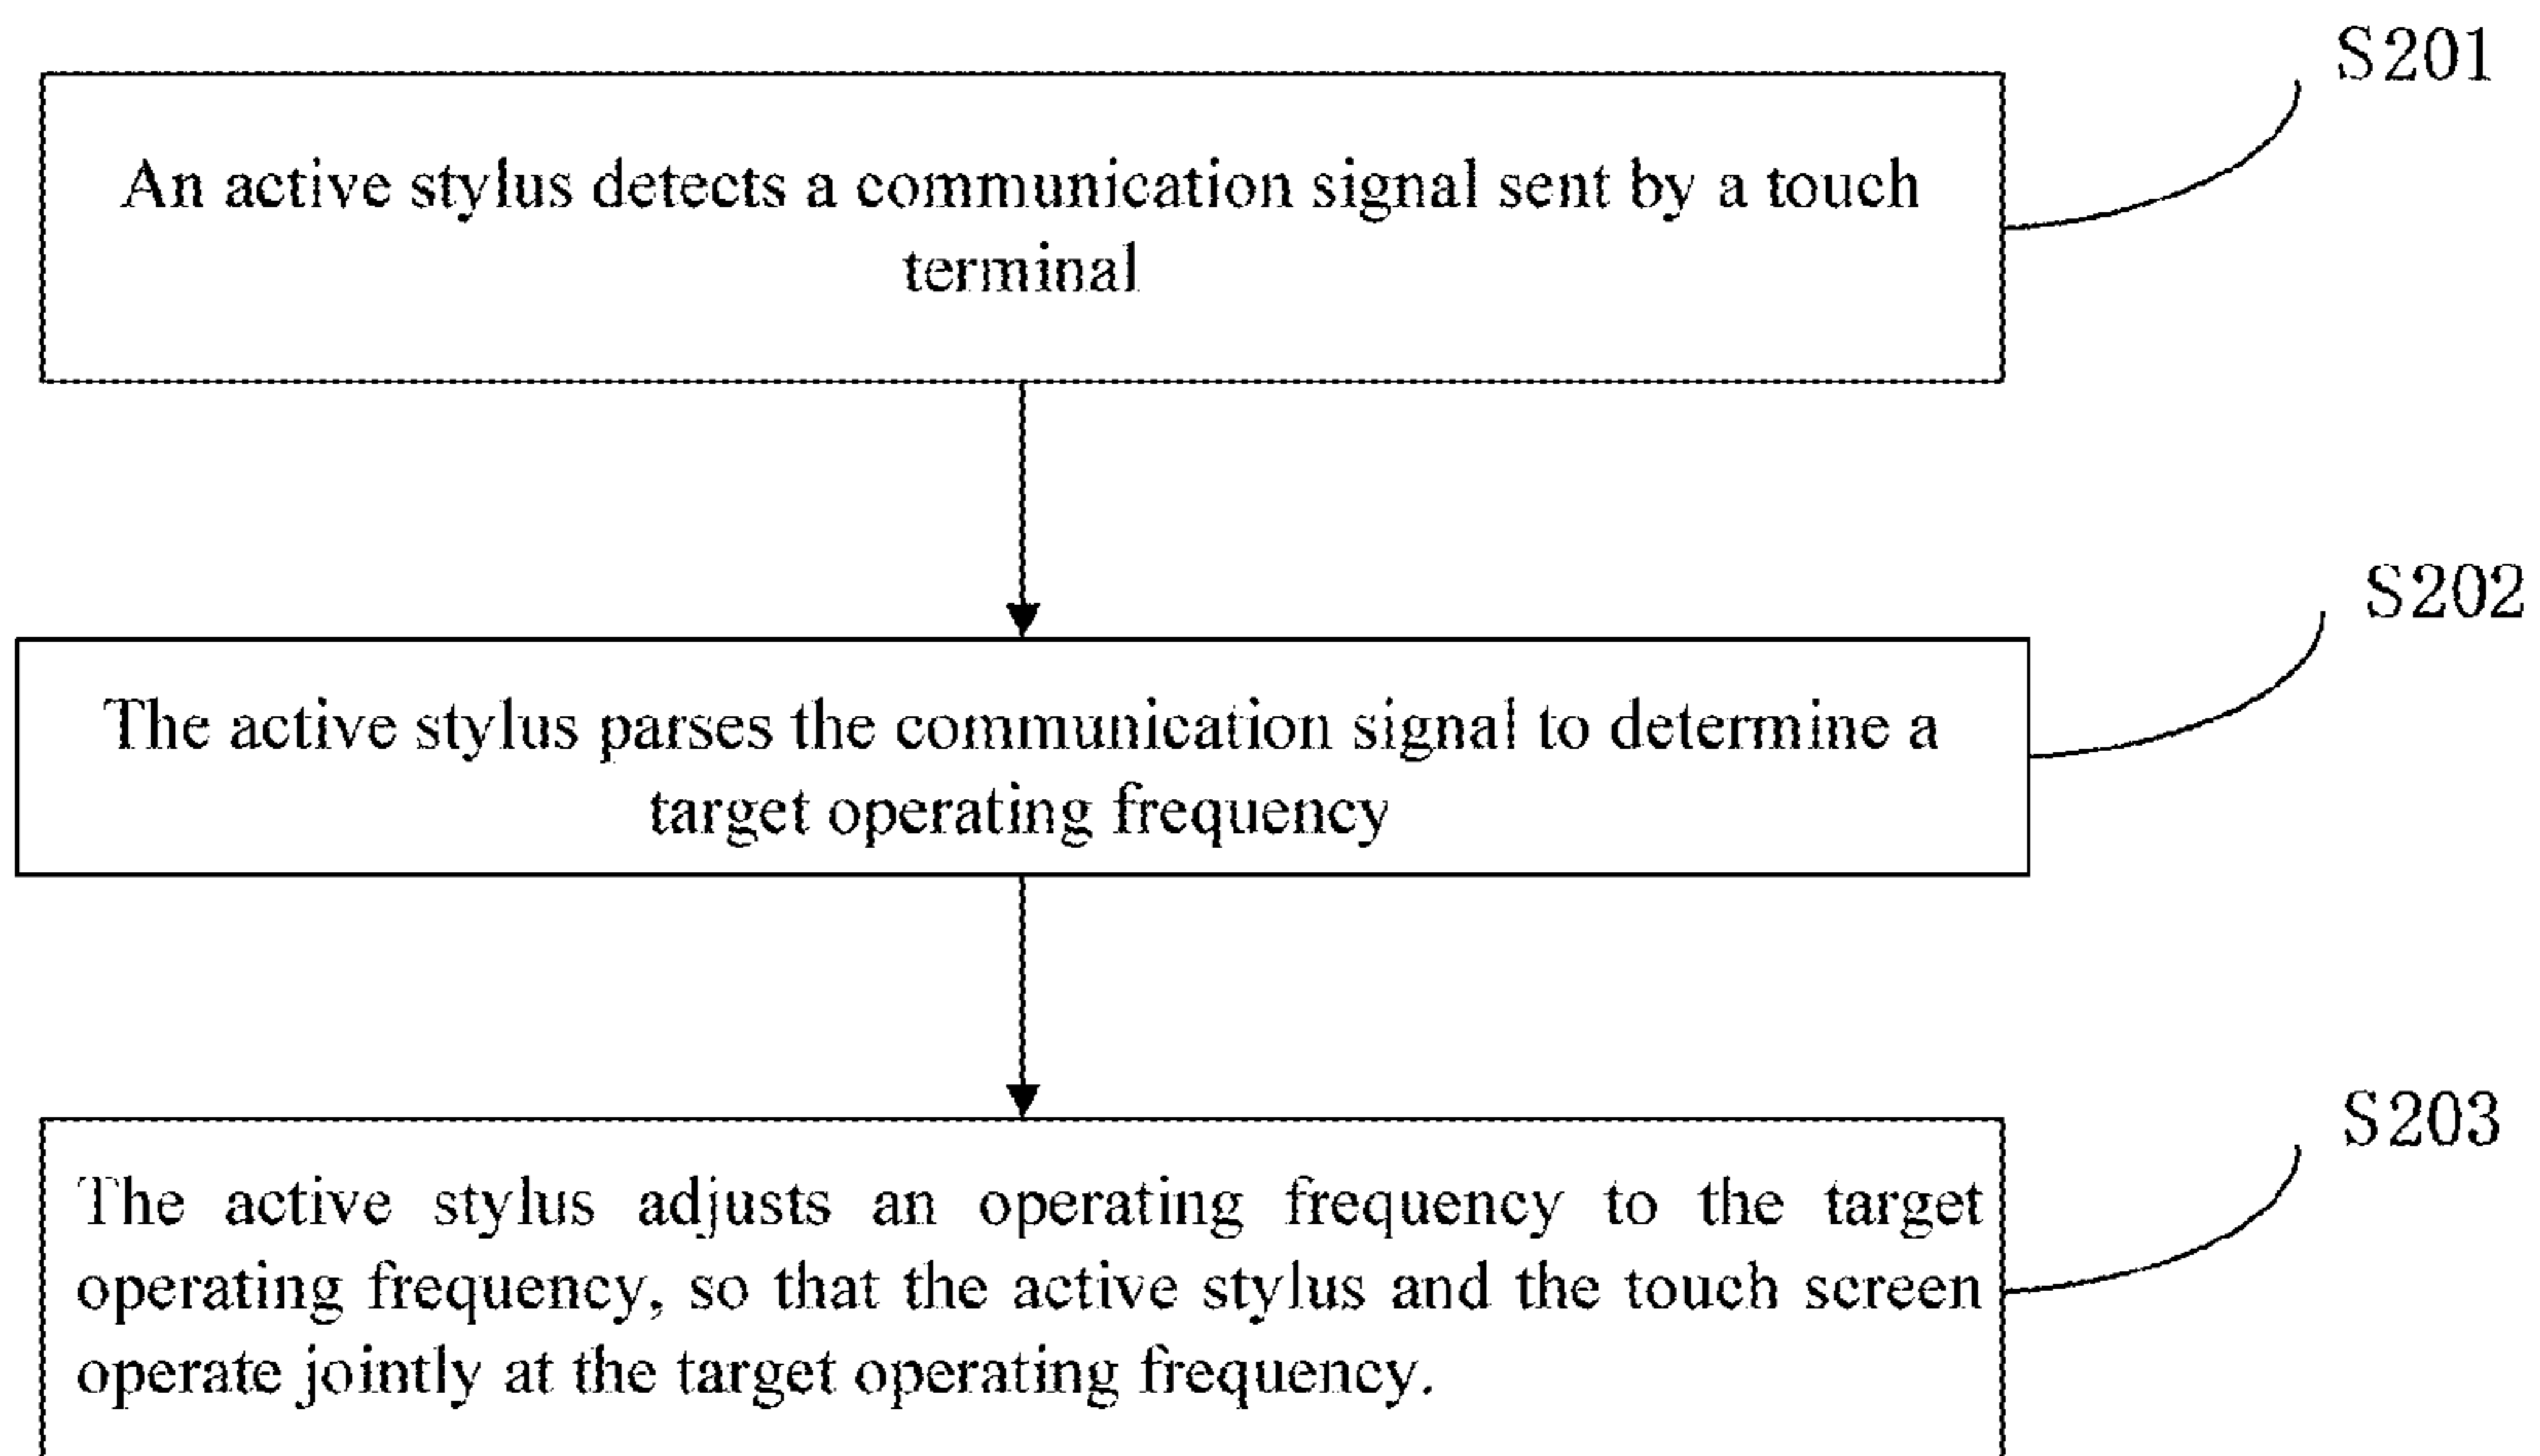 S201
An active stylus detects a communication signal sent by a touch
terminal
S202
The active stylus parses the communication signal to determine a
target operating frequency
S203
The active stylus adjusts an operating frequency to the target
operating frequency, so that the active stylus and the touch screen
operate jointly at the target operating frequency.